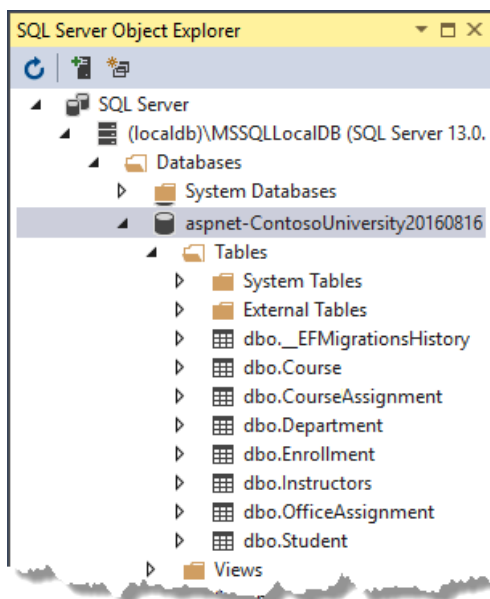 SQL Server Object Explorer
SQL Server
(localdb)\MSSQLLocalDB (SQL Server 13.0.
Databases
System Databases
aspnet-ContosoUniversity20160816
Tables
System Tables
External Tables
dbo.__EFMigrationsHistory
dbo.Course
dbo.CourseAssignment
dbo.Department
dbo.Enrollment
dbo.Instructors
dbo.OfficeAssignment
dbo.Student
Views